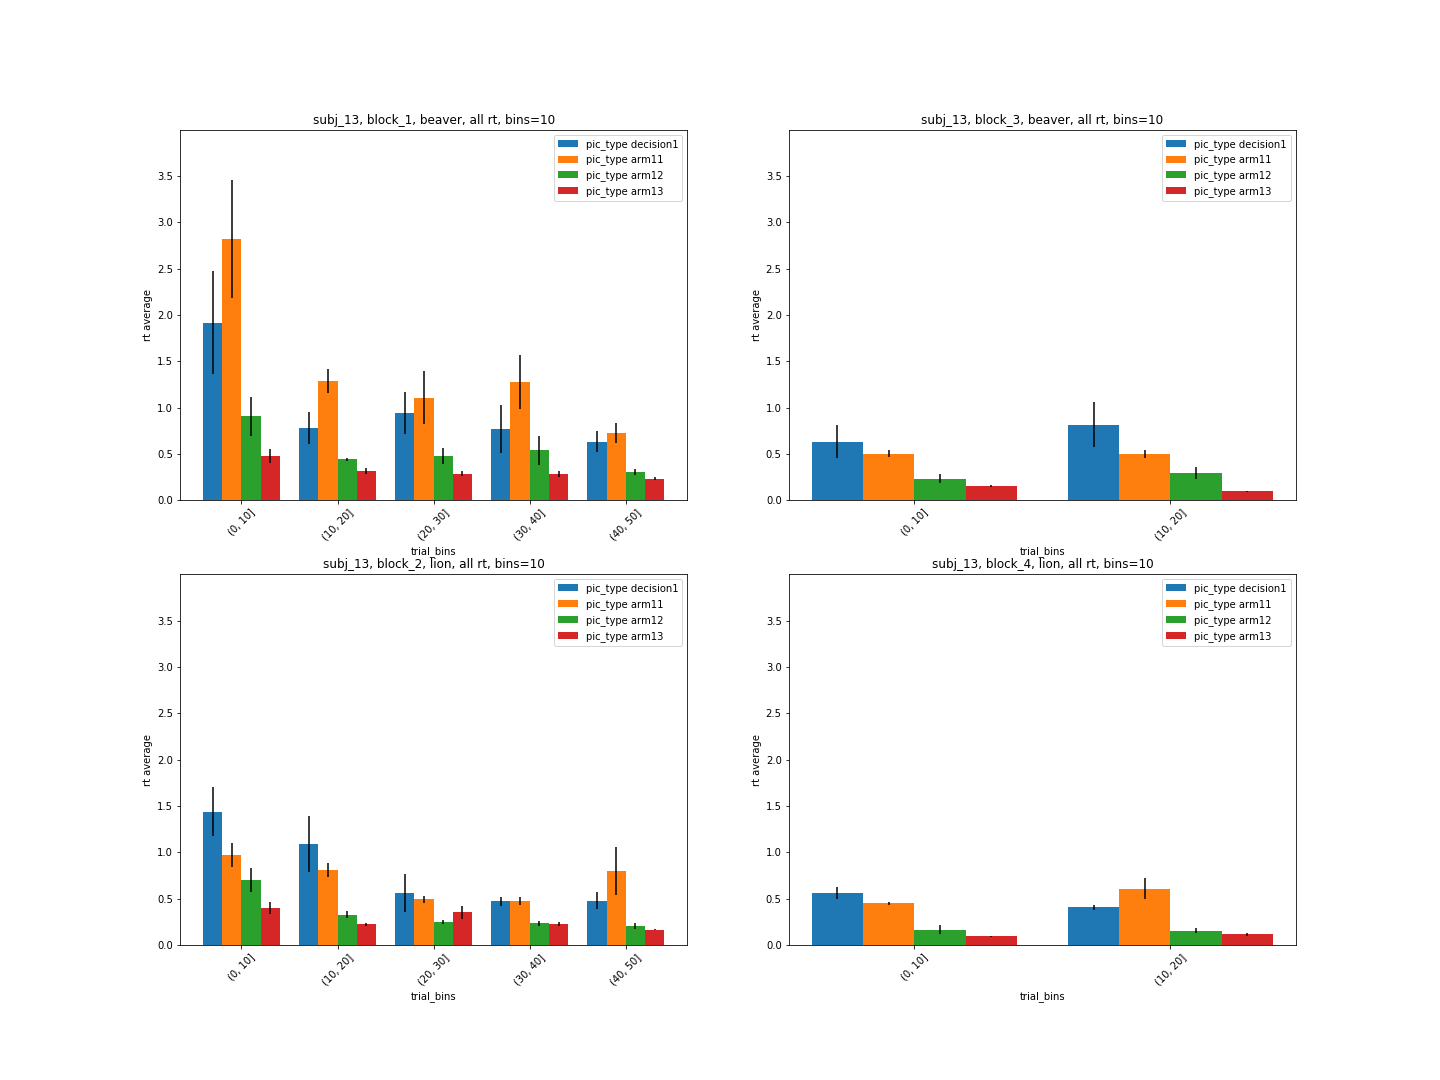 subj_13, block_1, beaver, all rt, bins=10
pic_type decision1
pic_type arm11
pic_type arm12
pic_type arm13
3.5
3.0
2.5
2.0
1.5
1.0
0.5
0.0
rt average
(0, 10]
(10, 20]
(20, 30]
(30, 40]
(40, 50]
trial_bins
subj_13, block_3, beaver, all rt, bins=10
pic_type decision1
pic_type arm11
pic_type arm12
pic_type arm13
3.5
3.0
2.5
2.0
1.5
1.0
0.5
0.0
rt average
(0, 10]
(10, 20]
trial_bins
subj_13, block_2, lion, all rt, bins=10
pic_type decision1
pic_type arm11
pic_type arm12
pic_type arm13
3.5
3.0
2.5
2.0
1.5
1.0
0.5
0.0
rt average
(0, 10]
(10, 20]
(20, 30]
(30, 40]
(40, 50]
trial_bins
subj_13, block_4, lion, all rt, bins=10
pic_type decision1
pic_type arm11
pic_type arm12
pic_type arm13
3.5
3.0
2.5
2.0
1.5
1.0
0.5
0.0
rt average
(0, 10]
(10, 20]
trial_bins